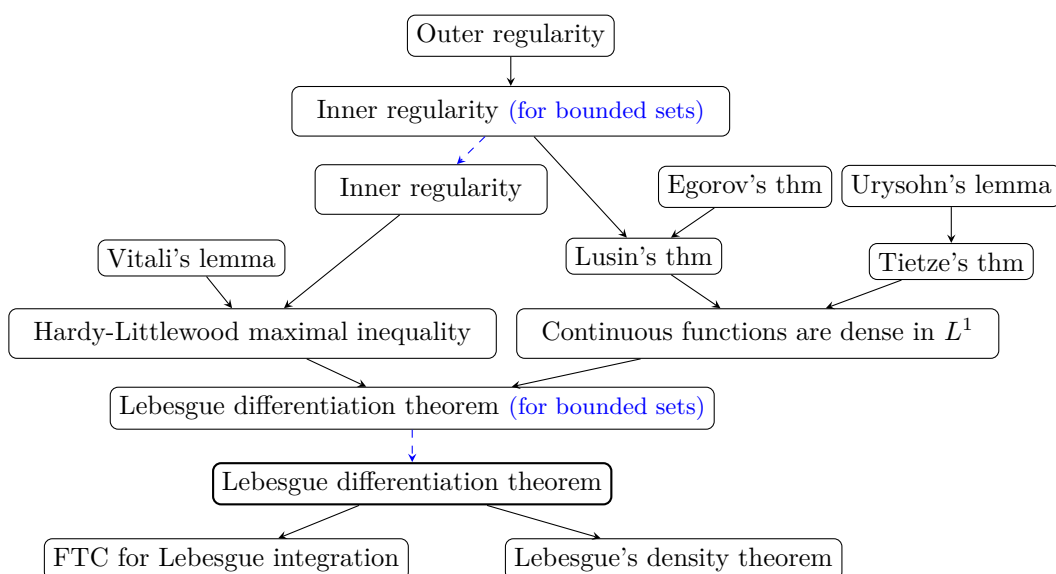 Outer regularity
Inner regularity (for bounded sets)
Inner regularity
Egorov's thm
Urysohn's lemma
Vitali's lemma
Lusin's thm
Tietze's thm
Hardy-Littlewood maximal inequality
Continuous functions are dense in L¹
Lebesgue differentiation theorem (for bounded sets)
Lebesgue differentiation theorem
FTC for Lebesgue integration
Lebesgue's density theorem